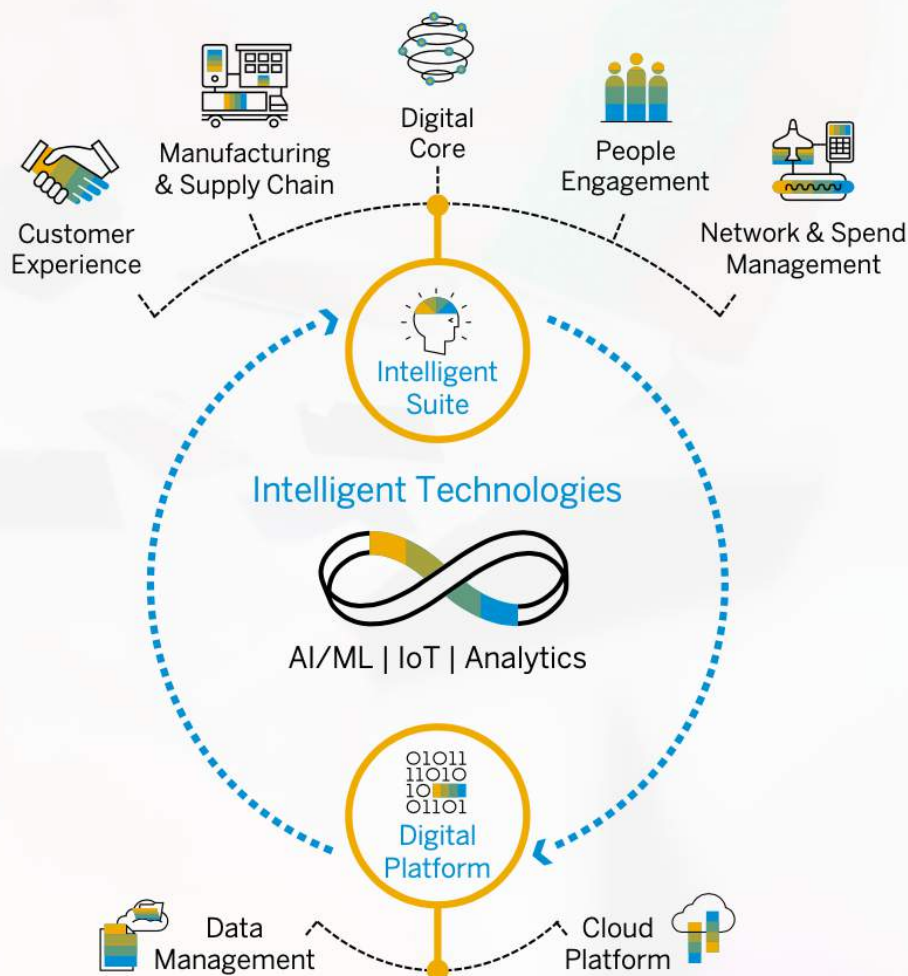 Digital
Core
Manufacturing
& Supply Chain
People
Engagement
Customer
Experience
Network & Spend
Management
Intelligent
Suite
Intelligent Technologies
AI/ML | IoT | Analytics
01011
11010
10
01101
Digital
Platform
Data
Management
Cloud
Platform